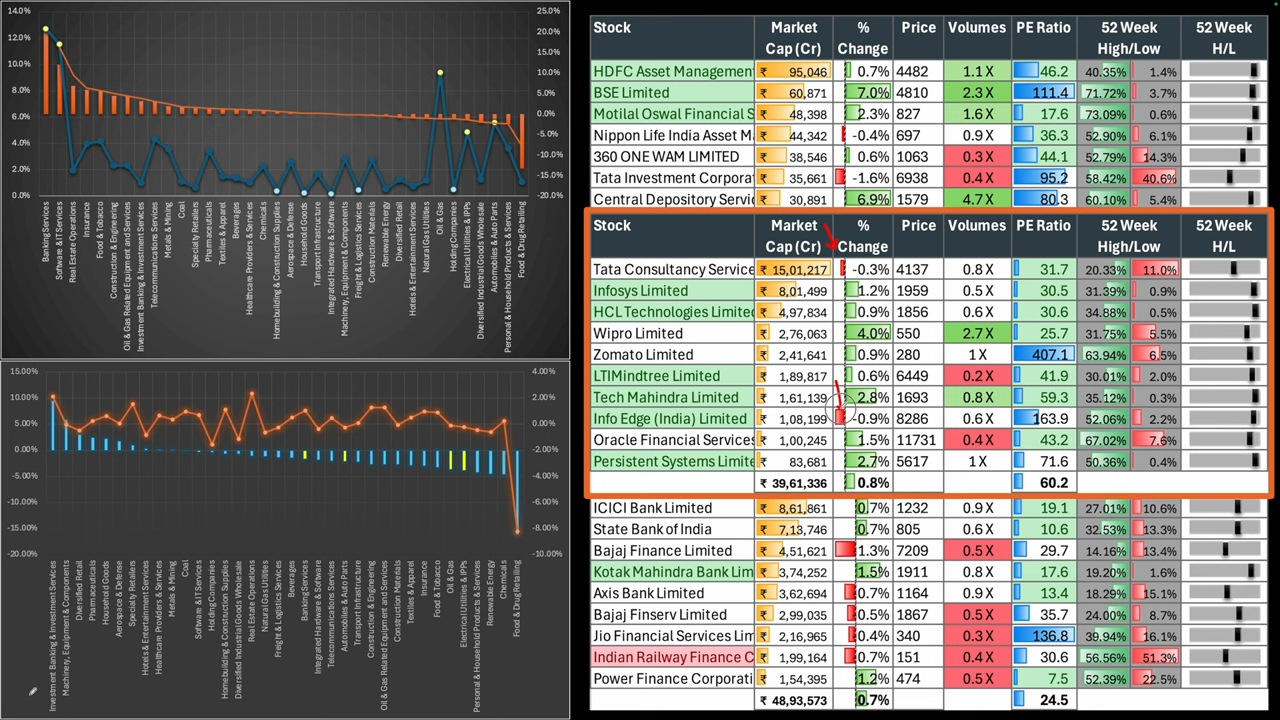 14.0%
12.0%
10.0%
8.0%
6.0%
4.0%
2.0%
0.0%
25.0%
20.0%
15.0%
10.0%
5.0%
0.0%
-5.0%
-10.0%
-15.0%
-20.0%
Banking Services
Software & IT Services
Real Estate Operations
Insurance
Food & Tobacco
Construction & Engineering
Oil & Gas Related Equipment and Services
Investment Banking & Investment Services
Telecommunications Services
Metals & Mining
Coal
Specialty Retailers
Pharmaceuticals
Textiles & Apparel
Beverages
Healthcare Providers & Services
Chemicals
Homebuilding & Construction Supplies
Aerospace & Defense
Household Goods
Transport Infrastructure
Integrated Hardware & Software
Machinery, Equipment & Components
Freight & Logistics Services
Construction Materials
Renewable Energy
Diversified Retail
Hotels & Entertainment Services
Natural Gas Utilities
Oil & Gas
Holding Companies
Electrical Utilities & IPPs
Diversified Industrial Goods Wholesale
Automobiles & Auto Parts
Personal & Household Products & Services
Food & Drug Retailing
15.00%
10.00%
5.00%
0.00%
-5.00%
-10.00%
-15.00%
-20.00%
4.00%
2.00%
0.00%
-2.00%
-4.00%
-6.00%
-8.00%
-10.00%
Investment Banking & Investment Services
Machinery, Equipment & Components
Diversified Retail
Pharmaceuticals
Household Goods
Aerospace & Defense
Specialty Retailers
Hotels & Entertainment Services
Healthcare Providers & Services
Metals & Mining
Coal
Software & IT Services
Holding Companies
Homebuilding & Construction Supplies
Diversified Industrial Goods Wholesale
Real Estate Operations
Natural Gas Utilities
Freight & Logistics Services
Beverages
Banking Services
Integrated Hardware & Software
Telecommunications Services
Automobiles & Auto Parts
Transport Infrastructure
Construction & Engineering
Oil & Gas Related Equipment and Services
Construction Materials
Textiles & Apparel
Insurance
Food & Tobacco
Oil & Gas
Electrical Utilities & IPPs
Personal & Household Products & Services
Renewable Energy
Chemicals
Food & Drug Retailing
Stock Market % Price Volumes PE Ratio 52 Week 52 Week
Cap (Cr) Change High/Low H/L
HDFC Asset Management ₹ 95,046 0.7% 4482 1.1 X 46.2 40.35% 1.4%
BSE Limited ₹ 60,871 7.0% 4810 2.3 X 111.4 71.72% 3.7%
Motilal Oswal Financial S ₹ 48,398 2.3% 827 1.6 X 17.6 73.09% 0.6%
Nippon Life India Asset M ₹ 44,342 -0.4% 697 0.9 X 36.3 52.90% 6.1%
360 ONE WAM LIMITED ₹ 38,546 0.6% 1063 0.3 X 44.1 52.79% 14.3%
Tata Investment Corpora ₹ 35,661 -1.6% 6938 0.4 X 95.2 58.42% 40.6%
Central Depository Servi ₹ 30,891 6.9% 1579 4.7 X 80.3 60.10% 5.4%
Stock Market % Price Volumes PE Ratio 52 Week 52 Week
Cap (Cr) Change High/Low H/L
Tata Consultancy Service ₹ 15,01,217 -0.3% 4137 0.8 X 31.7 20.33% 11.0%
Infosys Limited ₹ 8,01,499 1.2% 1959 0.5 X 30.5 31.39% 0.9%
HCL Technologies Limited ₹ 4,97,834 0.9% 1856 0.6 X 30.6 34.88% 0.5%
Wipro Limited ₹ 2,76,063 4.0% 550 2.7 X 25.7 31.75% 5.5%
Zomato Limited ₹ 2,41,641 0.9% 280 1 X 407.1 63.94% 6.5%
LTIMindtree Limited ₹ 1,89,817 0.6% 6449 0.2 X 41.9 30.01% 2.0%
Tech Mahindra Limited ₹ 1,61,139 2.8% 1693 0.8 X 59.3 35.12% 0.3%
Info Edge (India) Limited ₹ 1,08,199 -0.9% 8286 0.6 X 163.9 52.06% 2.2%
Oracle Financial Services ₹ 1,00,245 1.5% 11731 0.4 X 43.2 67.02% 7.6%
Persistent Systems Limite ₹ 83,681 2.7% 5617 1 X 71.6 50.36% 0.4%
₹ 39,61,336 0.8% 60.2
ICICI Bank Limited ₹ 8,61,861 0.7% 1232 0.9 X 19.1 27.01% 10.6%
State Bank of India ₹ 7,13,746 0.7% 805 0.6 X 10.6 32.53% 13.3%
Bajaj Finance Limited ₹ 4,51,621 1.3% 7209 0.5 X 29.7 14.16% 13.4%
Kotak Mahindra Bank Lim ₹ 3,74,252 1.5% 1911 0.8 X 17.6 19.20% 1.6%
Axis Bank Limited ₹ 3,62,694 0.7% 1164 0.9 X 13.4 18.29% 15.1%
Bajaj Finserv Limited ₹ 2,99,035 0.5% 1867 0.5 X 35.7 24.00% 8.7%
Jio Financial Services Lim ₹ 2,16,965 0.4% 340 0.3 X 136.8 39.94% 16.1%
Indian Railway Finance C ₹ 1,99,164 0.7% 151 0.4 X 30.6 56.56% 51.3%
Power Finance Corporati ₹ 1,54,395 1.2% 474 0.5 X 7.5 52.39% 22.5%
₹ 48,93,573 0.7% 24.5